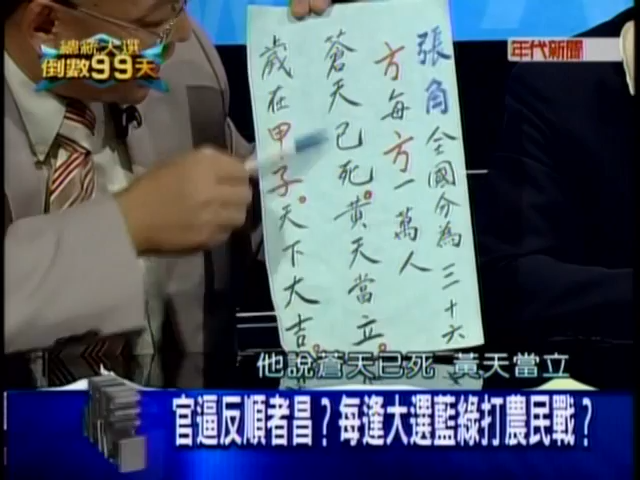 總統大選
倒數99天
年代新聞
張角全國分為三十六
方每方一萬人
蒼天已死黃天當立
歲在甲子天下大吉
他說蒼天已死 黃天當立
官逼反順者昌？每逢大選藍綠打農民戰？